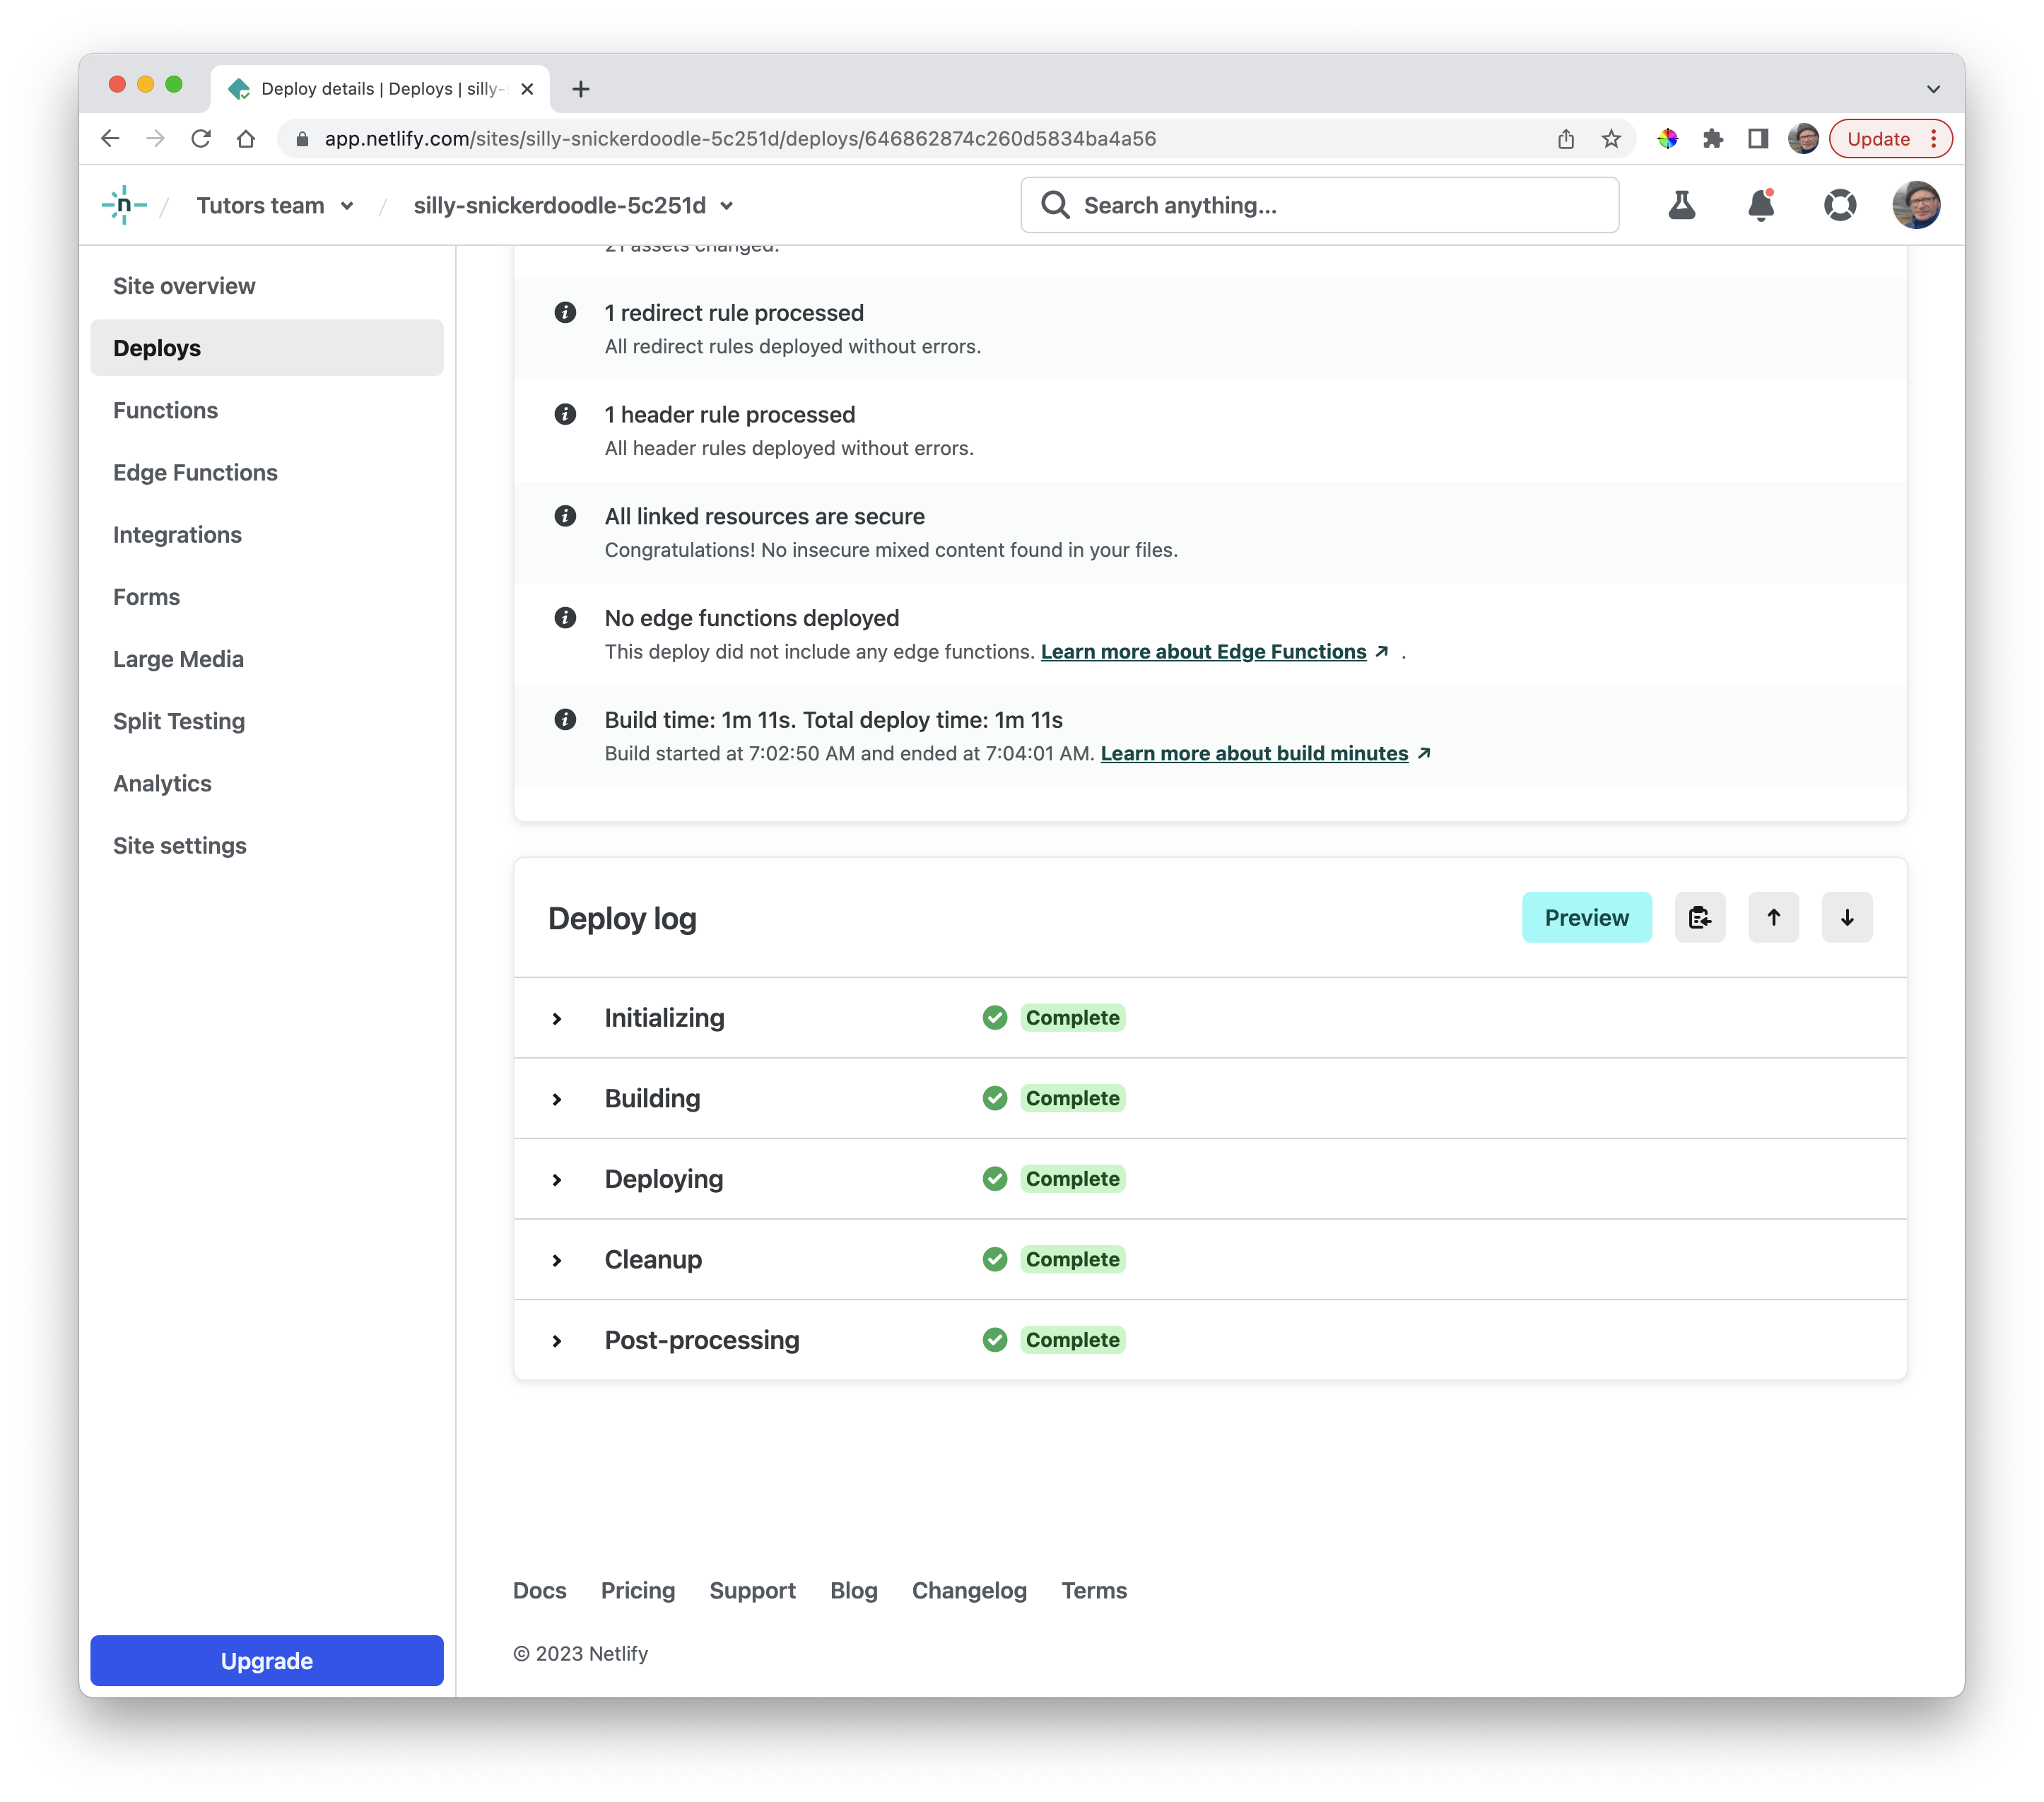 Deploy details | Deploys | silly-
app.netlify.com/sites/silly-snickerdoodle-5c251d/deploys/646862874c260d5834ba4a56
Update
n
Tutors team
silly-snickerdoodle-5c251d
Search anything...
Site overview
Deploys
Functions
Edge Functions
Integrations
Forms
Large Media
Split Testing
Analytics
Site settings
Upgrade
21 assets changed.
1 redirect rule processed
All redirect rules deployed without errors.
1 header rule processed
All header rules deployed without errors.
All linked resources are secure
Congratulations! No insecure mixed content found in your files.
No edge functions deployed
This deploy did not include any edge functions. Learn more about Edge Functions ↗ .
Build time: 1m 11s. Total deploy time: 1m 11s
Build started at 7:02:50 AM and ended at 7:04:01 AM. Learn more about build minutes ↗
Deploy log
Preview
Initializing Complete
Building Complete
Deploying Complete
Cleanup Complete
Post-processing Complete
Docs Pricing Support Blog Changelog Terms
© 2023 Netlify